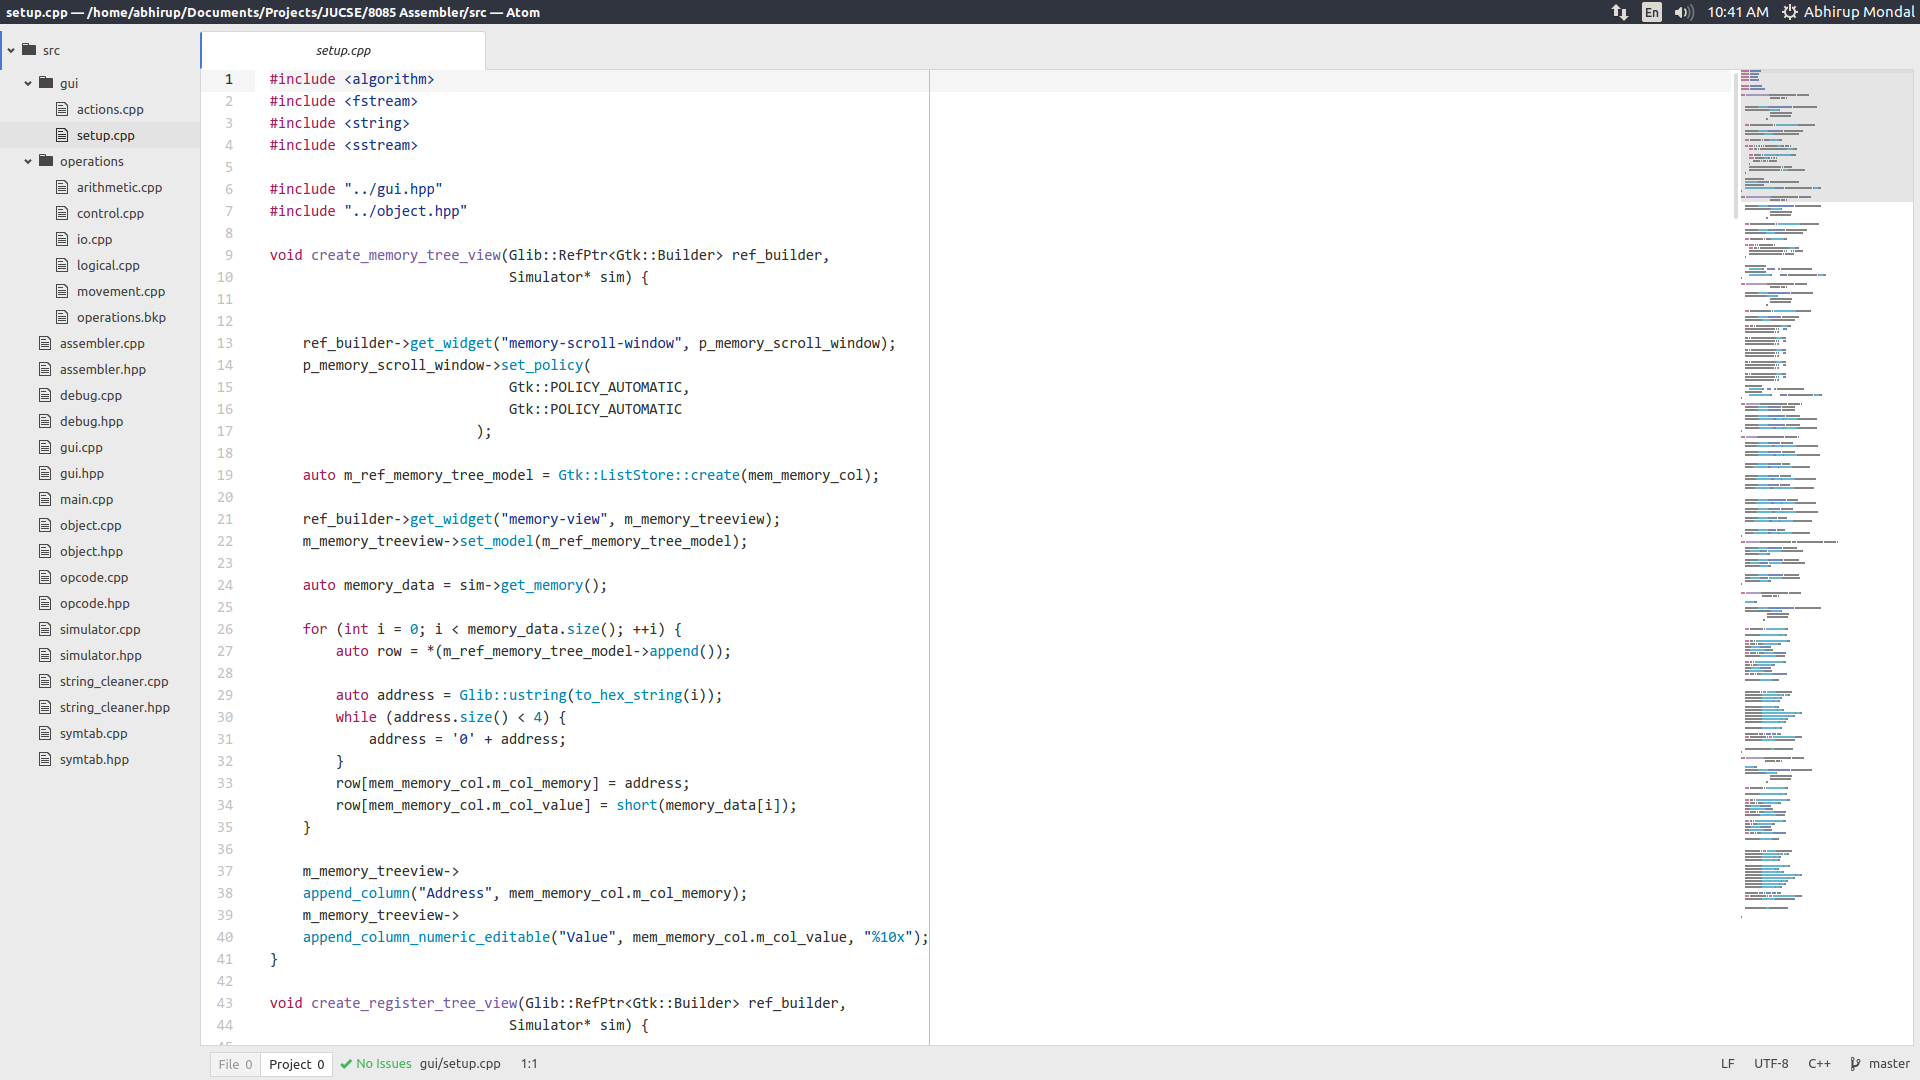 setup.cpp — /home/abhirup/Documents/Projects/JUCSE/8085 Assembler/src — Atom
En 10:41 AM Abhirup Mondal
src
gui
actions.cpp
setup.cpp
operations
arithmetic.cpp
control.cpp
io.cpp
logical.cpp
movement.cpp
operations.bkp
assembler.cpp
assembler.hpp
debug.cpp
debug.hpp
gui.cpp
gui.hpp
main.cpp
object.cpp
object.hpp
opcode.cpp
opcode.hpp
simulator.cpp
simulator.hpp
string_cleaner.cpp
string_cleaner.hpp
symtab.cpp
symtab.hpp
setup.cpp
1 #include <algorithm>
2 #include <fstream>
3 #include <string>
4 #include <sstream>
5
6 #include "../gui.hpp"
7 #include "../object.hpp"
8
9 void create_memory_tree_view(Glib::RefPtr<Gtk::Builder> ref_builder,
10 Simulator* sim) {
11
12
13 ref_builder->get_widget("memory-scroll-window", p_memory_scroll_window);
14 p_memory_scroll_window->set_policy(
15 Gtk::POLICY_AUTOMATIC,
16 Gtk::POLICY_AUTOMATIC
17 );
18
19 auto m_ref_memory_tree_model = Gtk::ListStore::create(mem_memory_col);
20
21 ref_builder->get_widget("memory-view", m_memory_treeview);
22 m_memory_treeview->set_model(m_ref_memory_tree_model);
23
24 auto memory_data = sim->get_memory();
25
26 for (int i = 0; i < memory_data.size(); ++i) {
27 auto row = *(m_ref_memory_tree_model->append());
28
29 auto address = Glib::ustring(to_hex_string(i));
30 while (address.size() < 4) {
31 address = '0' + address;
32 }
33 row[mem_memory_col.m_col_memory] = address;
34 row[mem_memory_col.m_col_value] = short(memory_data[i]);
35 }
36
37 m_memory_treeview->
38 append_column("Address", mem_memory_col.m_col_memory);
39 m_memory_treeview->
40 append_column_numeric_editable("Value", mem_memory_col.m_col_value, "%10x");
41 }
42
43 void create_register_tree_view(Glib::RefPtr<Gtk::Builder> ref_builder,
44 Simulator* sim) {
File 0 Project 0 No Issues gui/setup.cpp 1:1 LF UTF-8 C++ master